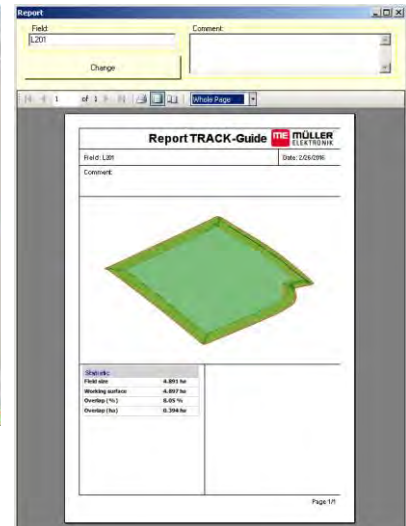 Report
Field: Comment:
L201
Change
1 of 1 Whole Page
Report TRACK-Guide ME MÜLLER
ELEKTRONIK
Field: L201 Date: 2/26/2016
Comment:
Statistic
Field size 4.891 ha
Working surface 4.897 ha
Overlap (%) 8.05 %
Overlap (ha) 0.394 ha
Page 1/1